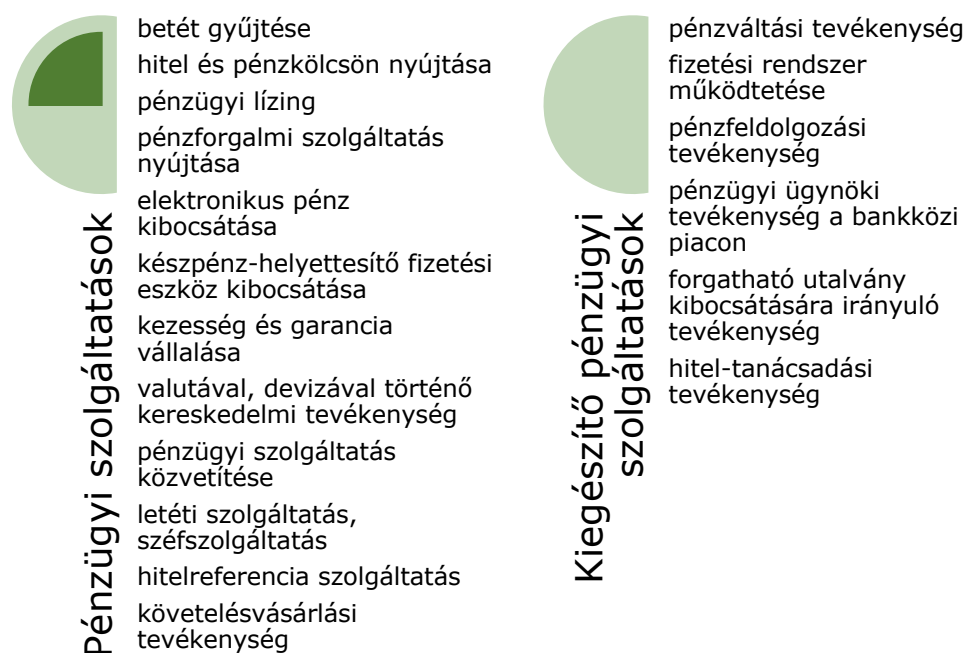 Pénzügyi szolgáltatások
betét gyűjtése
hitel és pénzkölcsön nyújtása
pénzügyi lízing
pénzforgalmi szolgáltatás
nyújtása
elektronikus pénz
kibocsátása
készpénz-helyettesítő fizetési
eszköz kibocsátása
kezesség és garancia
vállalása
valutával, devizával történő
kereskedelmi tevékenység
pénzügyi szolgáltatás
közvetítése
letéti szolgáltatás,
széfszolgáltatás
hitelreferencia szolgáltatás
követelésvásárlási
tevékenység
Kiegészítő pénzügyi
szolgáltatások
pénzváltási tevékenység
fizetési rendszer
működtetése
pénzfeldolgozási
tevékenység
pénzügyi ügynöki
tevékenység a bankközi
piacon
forgatható utalvány
kibocsátására irányuló
tevékenység
hitel-tanácsadási
tevékenység